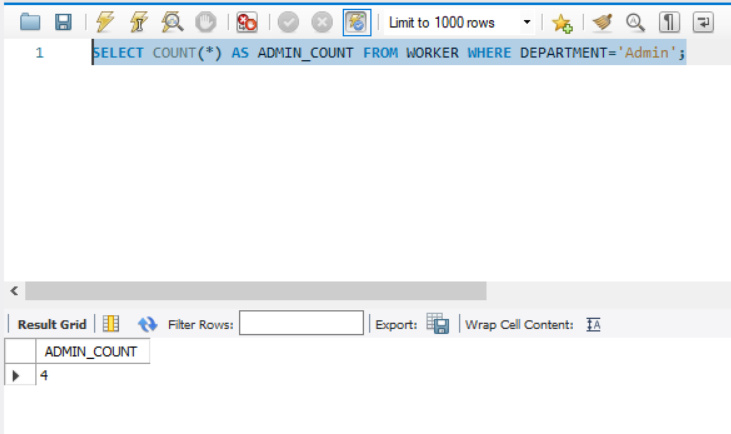 Limit to 1000 rows
1 SELECT COUNT(*) AS ADMIN_COUNT FROM WORKER WHERE DEPARTMENT='Admin';
Result Grid Filter Rows: Export: Wrap Cell Content: IA
ADMIN_COUNT
4